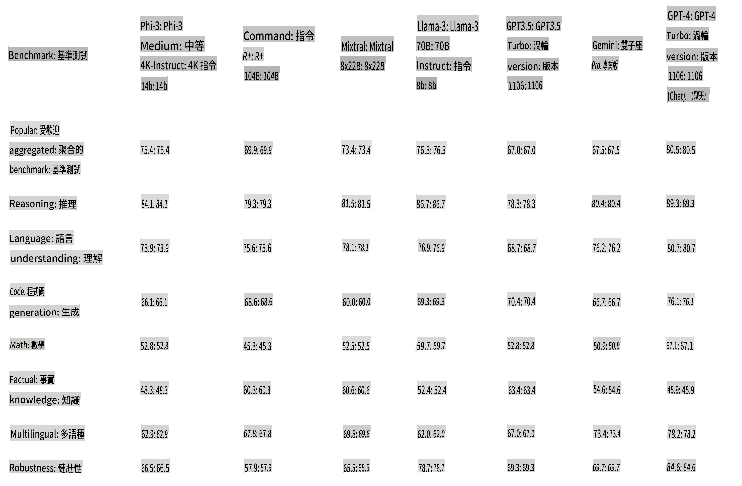 Benchmark: 基準測試
Phi-3: Phi-3
Medium: 中等
4K-Instruct: 4K 指令
14b: 14b
Command: 指令
R+: R+
104B: 104B
Mixtral: Mixtral
8x22B: 8x22B
Llama-3: Llama-3
70B: 70B
Instruct: 指令
8b: 8b
GPT3.5: GPT3.5
Turbo: 渦輪
version: 版本
1106: 1106
Gemini: 雙子座
Pro:
GPT-4: GPT-4
Turbo: 渦輪
version: 版本
1106: 1106
(Chat):
Popular: 受歡迎
aggregated: 聚合的
benchmark: 基準測試
75.4: 75.4
69.9: 69.9
73.4: 73.4
76.3: 76.3
67.0: 67.0
67.5: 67.5
80.5: 80.5
Reasoning: 推理
84.1: 84.1
79.3: 79.3
81.5: 81.5
86.7: 86.7
78.3: 78.3
80.4: 80.4
89.3: 89.3
Language: 語言
understanding: 理解
75.6: 75.6
78.1: 78.1
76.9: 76.9
68.7: 68.7
76.2: 76.2
80.7: 80.7
Code: 程式碼
generation: 生成
66.1: 66.1
68.6: 68.6
60.0: 60.0
69.3: 69.3
70.4: 70.4
66.7: 66.7
76.1: 76.1
Math: 數學
52.8: 52.8
45.3: 45.3
52.5: 52.5
59.7: 59.7
52.8: 52.8
50.9: 50.9
67.1: 67.1
Factual: 事實
knowledge: 知識
48.3: 48.3
60.3: 60.3
60.6: 60.6
52.4: 52.4
63.4: 63.4
54.6: 54.6
45.9: 45.9
Multilingual: 多語種
62.9: 62.9
67.8: 67.8
69.8: 69.8
62.0: 62.0
67.0: 67.0
73.4: 73.4
78.2: 78.2
Robustness: 健壯性
66.5: 66.5
57.9: 57.9
65.5: 65.5
78.7: 78.7
69.3: 69.3
69.7: 69.7
84.6: 84.6